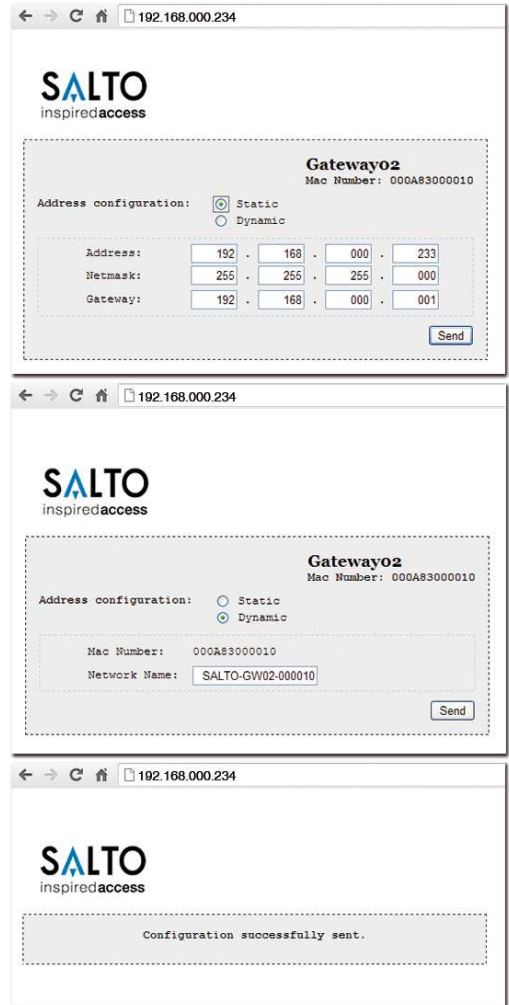 192.168.000.234
SALTO
inspiredaccess
Gateway02
Mac Number: 000A83000010
Address configuration: Static
Dynamic
Address: 192 . 168 . 000 . 233
Netmask: 255 . 255 . 255 . 000
Gateway: 192 . 168 . 000 . 001
Send
192.168.000.234
SALTO
inspiredaccess
Gateway02
Mac Number: 000A83000010
Address configuration: Static
Dynamic
Mac Number: 000A83000010
Network Name: SALTO-GW02-000010
Send
192.168.000.234
SALTO
inspiredaccess
Configuration successfully sent.